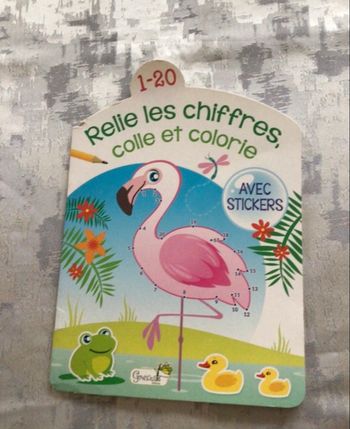 1-20
Relie les chiffres,
colle et colorie
AVEC
STICKERS